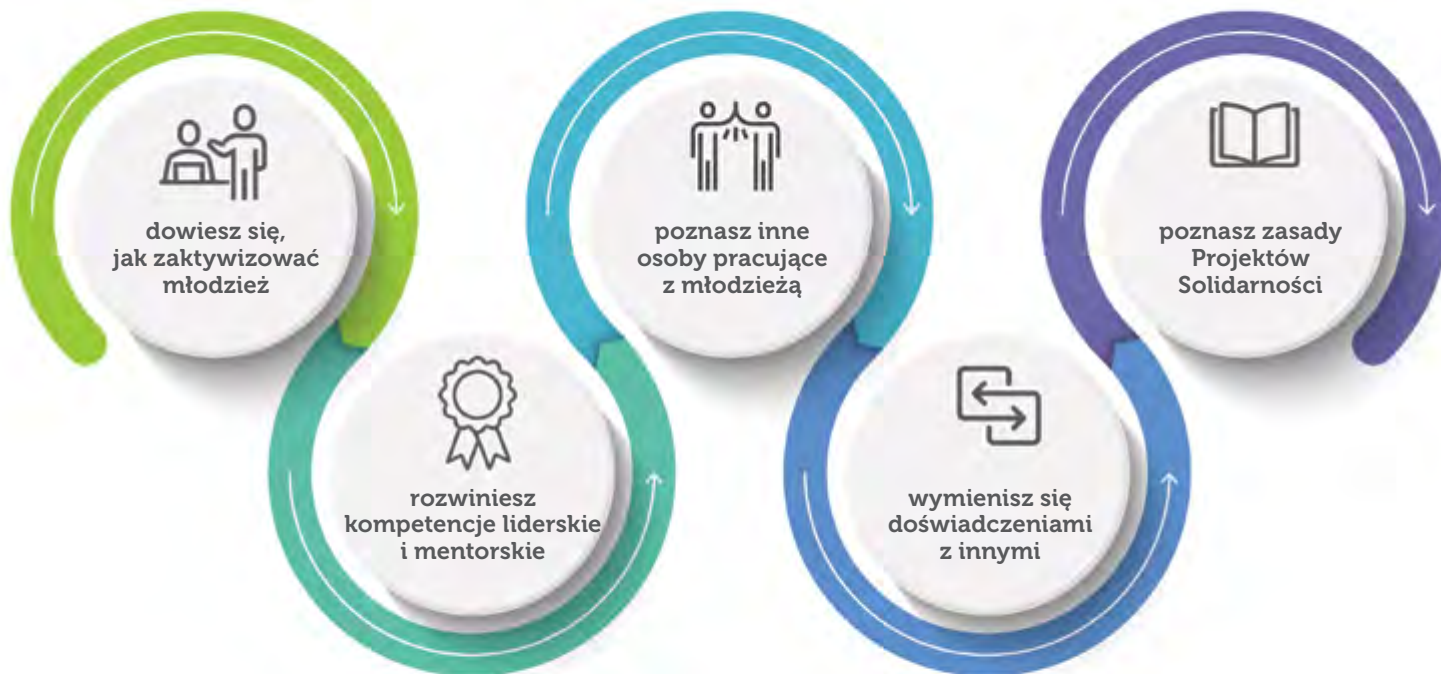 dowiesz się,
jak zaktywizować
młodzież
rozwiniesz
kompetencje liderskie
i mentorskie
poznasz inne
osoby pracujące
z młodzieżą
wymienisz się
doświadczeniami
z innymi
poznasz zasady
Projektów
Solidarności